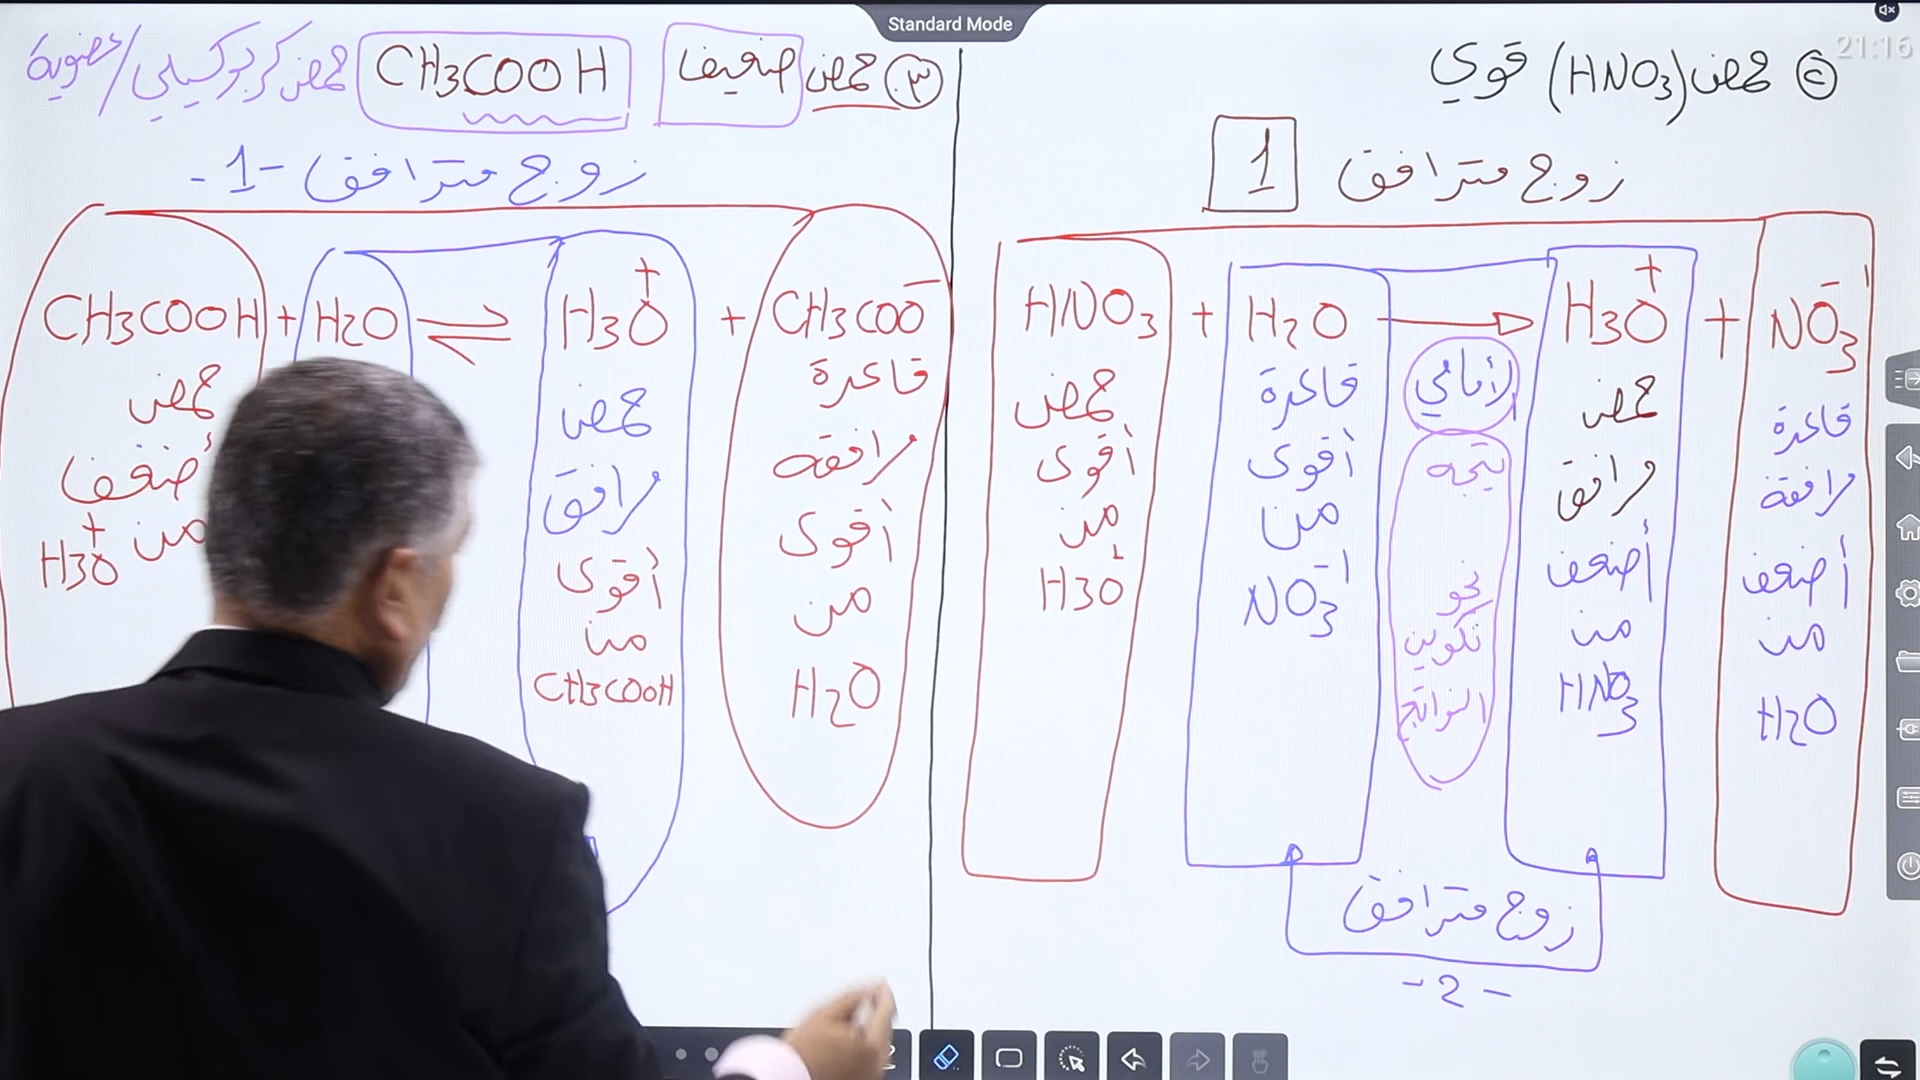 Standard Mode
21:16
حمض (HNO3) قوي
زوج مترافق 1
HNO3 + H2O → H3O+ + NO3-1
حمض
أقوى
من
H3O+
قاعدة
أقوى
من
NO3-1
الأمامي
يتجه
نحو
تكوين
النواتج
حمض
مرافق
أضعف
من
HNO3
قاعدة
مرافقة
أضعف
من
H2O
زوج مترافق
-2-
٣. حمض ضعيف CH3COOH حمض كربوكسيلي / عضوية
زوج مترافق -1-
CH3COOH + H2O ⇌ H3O+ + CH3COO-
حمض
أضعف
من
H3O+
حمض
مرافق
أقوى
من
CH3COOH
قاعدة
مرافقة
أقوى
من
H2O